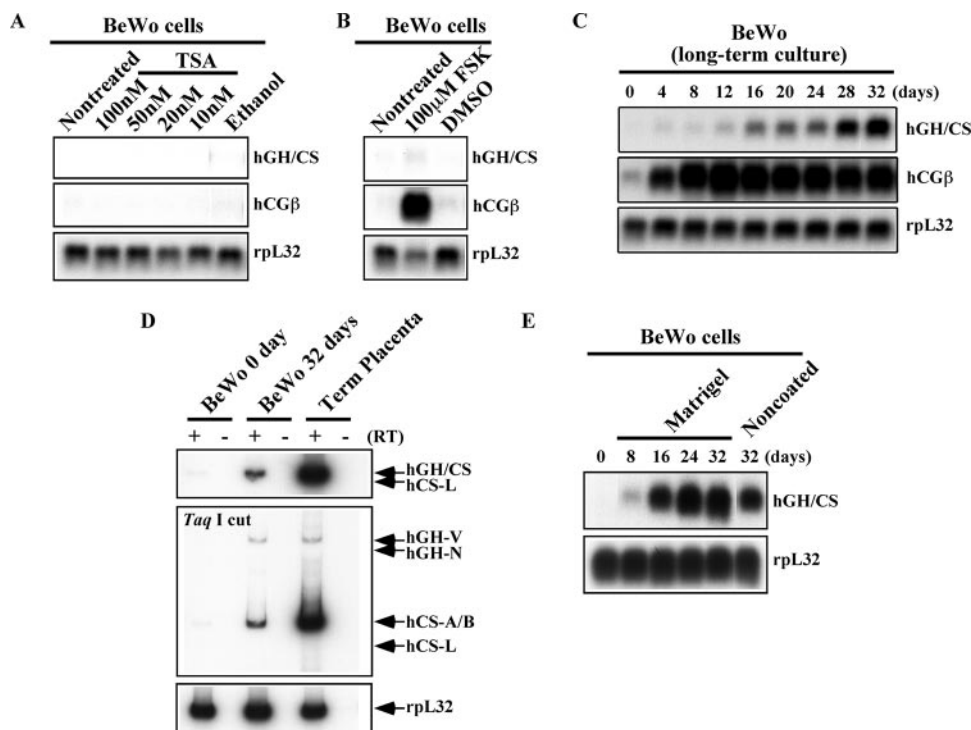 A
BeWo cells
TSA
Nontreated
100nM
50nM
20nM
10nM
Ethanol
hGH/CS
hCGβ
rpL32
B
BeWo cells
Nontreated
100μM FSK
DMSO
hGH/CS
hCGβ
rpL32
C
BeWo
(long-term culture)
0 4 8 12 16 20 24 28 32 (days)
hGH/CS
hCGβ
rpL32
D
BeWo 0 day
BeWo 32 days
Term Placenta
+ - + - + - (RT)
hGH/CS
hCS-L
Taq I cut
hGH-V
hGH-N
hCS-A/B
hCS-L
rpL32
E
BeWo cells
Matrigel
Noncoated
0 8 16 24 32 32 (days)
hGH/CS
rpL32